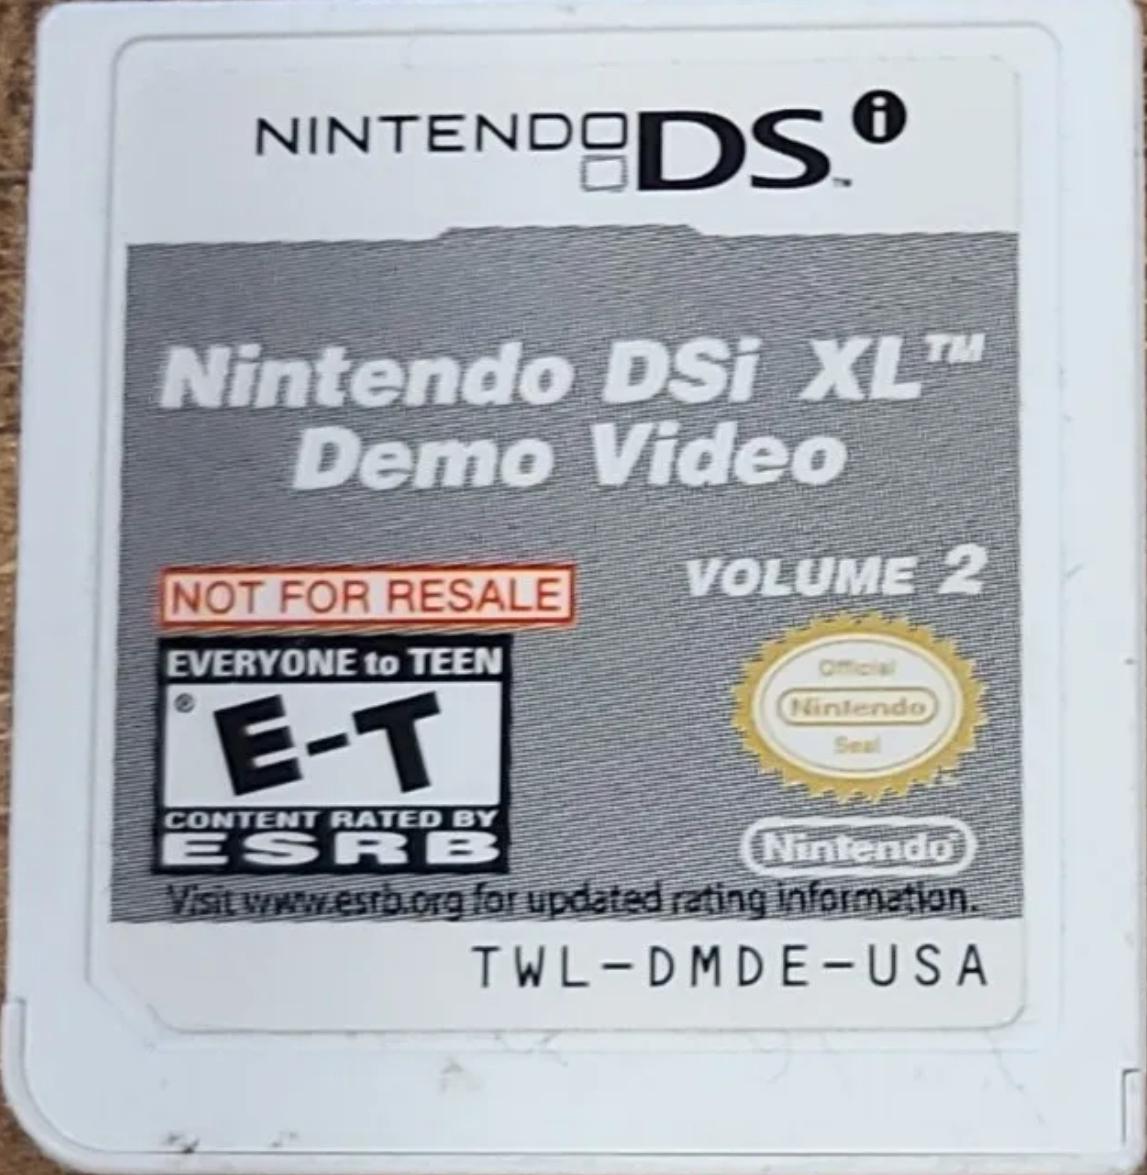 NINTENDO DSi™
Nintendo DSi XL™
Demo Video
VOLUME 2
NOT FOR RESALE
EVERYONE to TEEN
® E-T
CONTENT RATED BY
ESRB
Official
Nintendo
Seal
Nintendo®
Visit www.esrb.org for updated rating information.
TWL-DMDE-USA